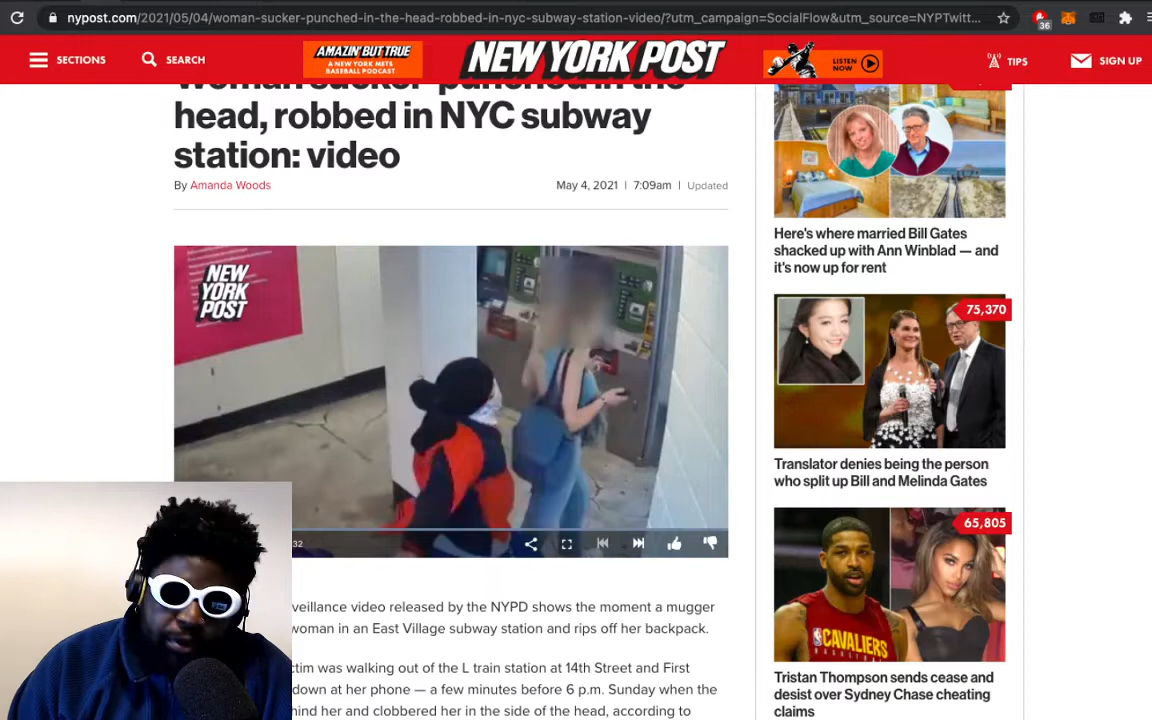 nypost.com/2021/05/04/woman-sucker-punched-in-the-head-robbed-in-nyc-subway-station-video/?utm_campaign=SocialFlow&utm_source=NYPTwitt...
36
SECTIONS
SEARCH
AMAZIN' BUT TRUE
A NEW YORK METS
BASEBALL PODCAST
NEW YORK POST
LISTEN
NOW
TIPS
SIGN UP
Woman sucker-punched in the
head, robbed in NYC subway
station: video
By Amanda Woods
May 4, 2021 | 7:09am | Updated
NEW
YORK
POST
32
veillance video released by the NYPD shows the moment a mugger
woman in an East Village subway station and rips off her backpack.
ctim was walking out of the L train station at 14th Street and First
down at her phone — a few minutes before 6 p.m. Sunday when the
hind her and clobbered her in the side of the head, according to
Here's where married Bill Gates
shacked up with Ann Winblad — and
it's now up for rent
75,370
Translator denies being the person
who split up Bill and Melinda Gates
65,805
CAVALIERS
Tristan Thompson sends cease and
desist over Sydney Chase cheating
claims